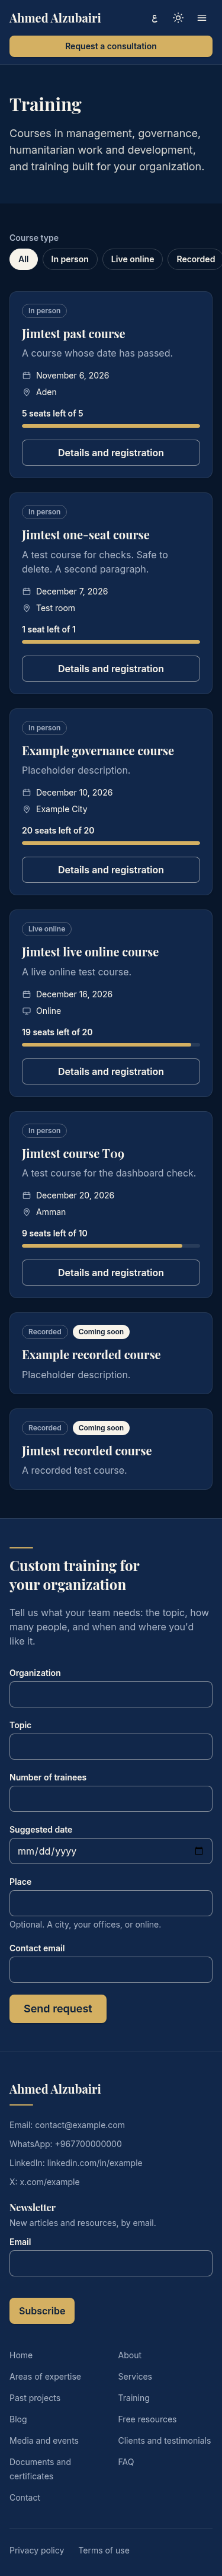 Ahmed Alzubairi
ع
Request a consultation
Training
Courses in management, governance,
humanitarian work and development,
and training built for your organization.
Course type
All
In person
Live online
Recorded
In person
Jimtest past course
A course whose date has passed.
November 6, 2026
Aden
5 seats left of 5
Details and registration
In person
Jimtest one-seat course
A test course for checks. Safe to
delete. A second paragraph.
December 7, 2026
Test room
1 seat left of 1
Details and registration
In person
Example governance course
Placeholder description.
December 10, 2026
Example City
20 seats left of 20
Details and registration
Live online
Jimtest live online course
A live online test course.
December 16, 2026
Online
19 seats left of 20
Details and registration
In person
Jimtest course T09
A test course for the dashboard check.
December 20, 2026
Amman
9 seats left of 10
Details and registration
Recorded
Coming soon
Example recorded course
Placeholder description.
Recorded
Coming soon
Jimtest recorded course
A recorded test course.
Custom training for
your organization
Tell us what your team needs: the topic, how
many people, and when and where you'd
like it.
Organization
Topic
Number of trainees
Suggested date
mm/dd/yyyy
Place
Optional. A city, your offices, or online.
Contact email
Send request
Ahmed Alzubairi
Email: contact@example.com
WhatsApp: +967700000000
LinkedIn: linkedin.com/in/example
X: x.com/example
Newsletter
New articles and resources, by email.
Email
Subscribe
Home
About
Areas of expertise
Services
Past projects
Training
Blog
Free resources
Media and events
Clients and testimonials
Documents and
certificates
FAQ
Contact
Privacy policy
Terms of use